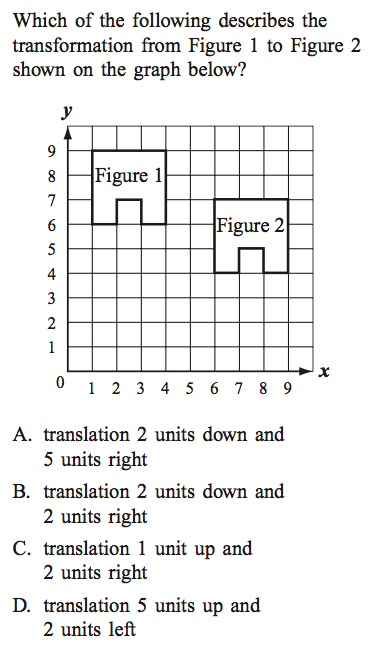 Which of the following describes the
transformation from Figure 1 to Figure 2
shown on the graph below?
y
9
8
7
6
5
4
3
2
1
0
Figure 1
Figure 2
x
1 2 3 4 5 6 7 8 9
A. translation 2 units down and
5 units right
B. translation 2 units down and
2 units right
C. translation 1 unit up and
2 units right
D. translation 5 units up and
2 units left